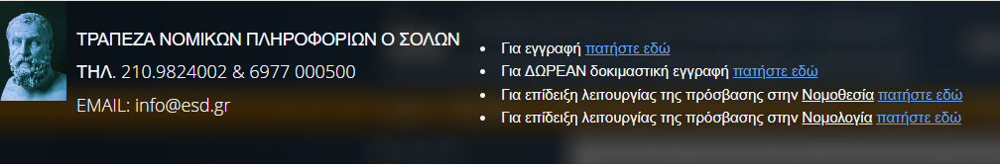 ΤΡΑΠΕΖΑ ΝΟΜΙΚΩΝ ΠΛΗΡΟΦΟΡΙΩΝ Ο ΣΟΛΩΝ
ΤΗΛ. 210.9824002 & 6977 000500
EMAIL: info@esd.gr
• Για εγγραφή πατήστε εδώ
• Για ΔΩΡΕΑΝ δοκιμαστική εγγραφή πατήστε εδώ
• Για επίδειξη λειτουργίας της πρόσβασης στην Νομοθεσία πατήστε εδώ
• Για επίδειξη λειτουργίας της πρόσβασης στην Νομολογία πατήστε εδώ